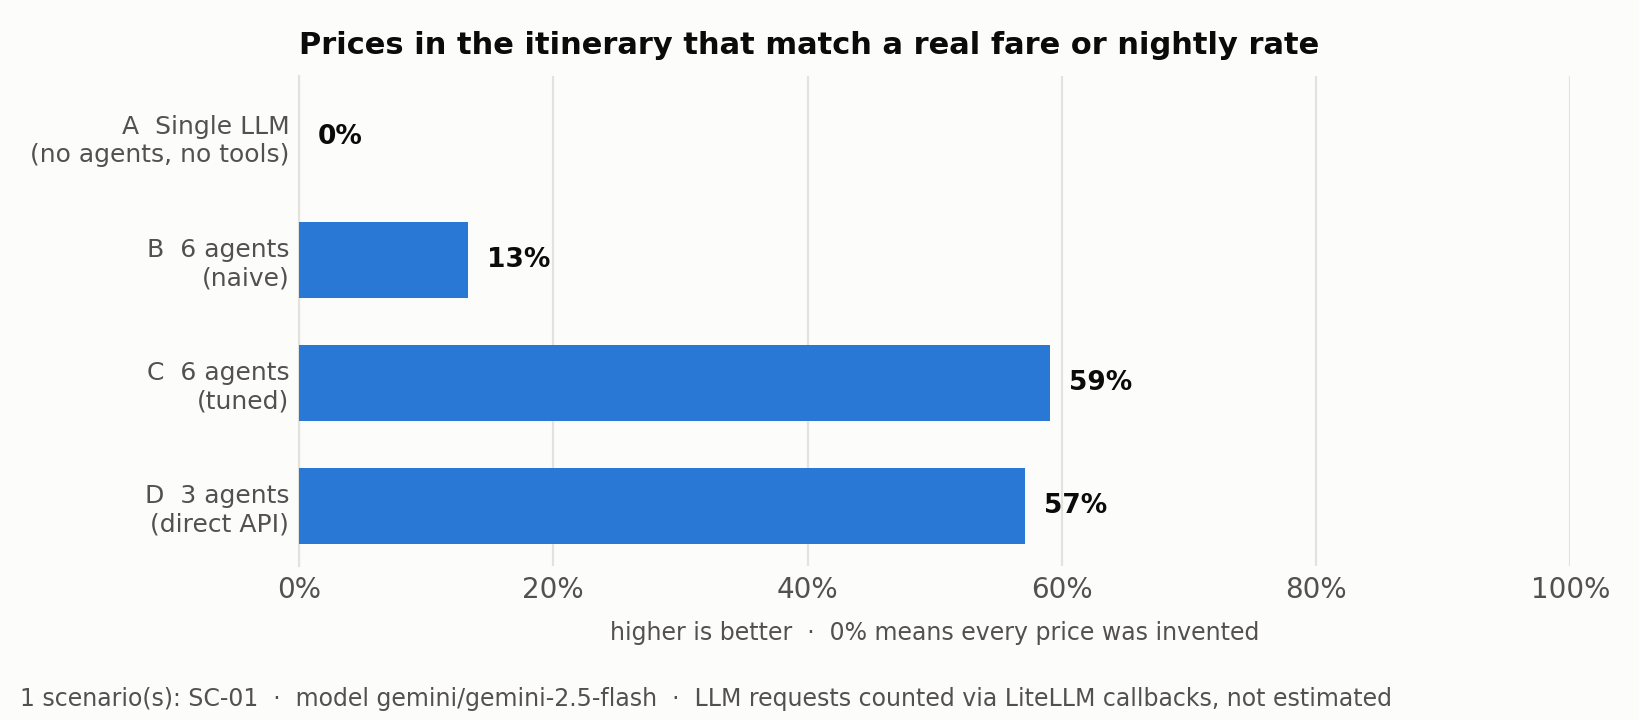 Prices in the itinerary that match a real fare or nightly rate
A  Single LLM
(no agents, no tools)
0%
B  6 agents
(naive)
13%
C  6 agents
(tuned)
59%
D  3 agents
(direct API)
57%
0%
20%
40%
60%
80%
100%
higher is better  ·  0% means every price was invented
1 scenario(s): SC-01  ·  model gemini/gemini-2.5-flash  ·  LLM requests counted via LiteLLM callbacks, not estimated